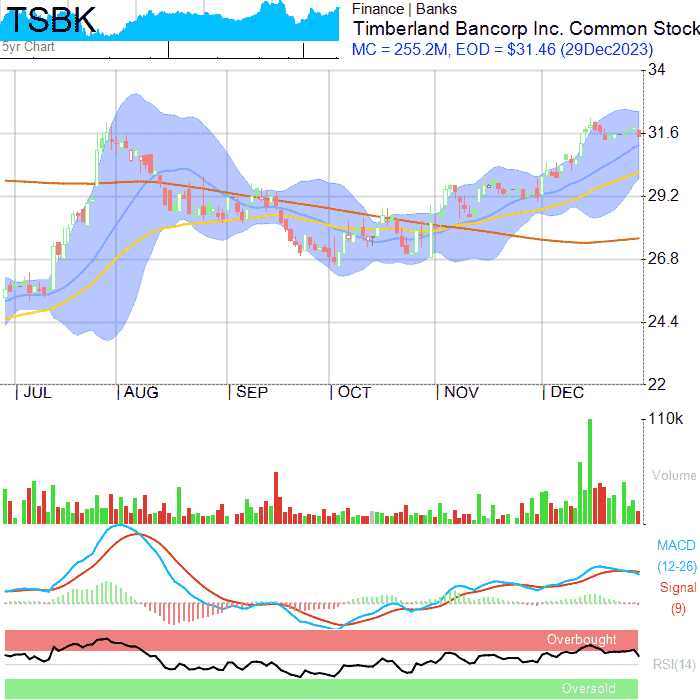 TSBK
5yr Chart
Finance | Banks
Timberland Bancorp Inc. Common Stock
MC = 255.2M, EOD = $31.46 (29Dec2023)
34
31.6
29.2
26.8
24.4
22
JUL
AUG
SEP
OCT
NOV
DEC
110k
Volume
MACD
(12-26)
Signal
(9)
Overbought
RSI(14)
Oversold